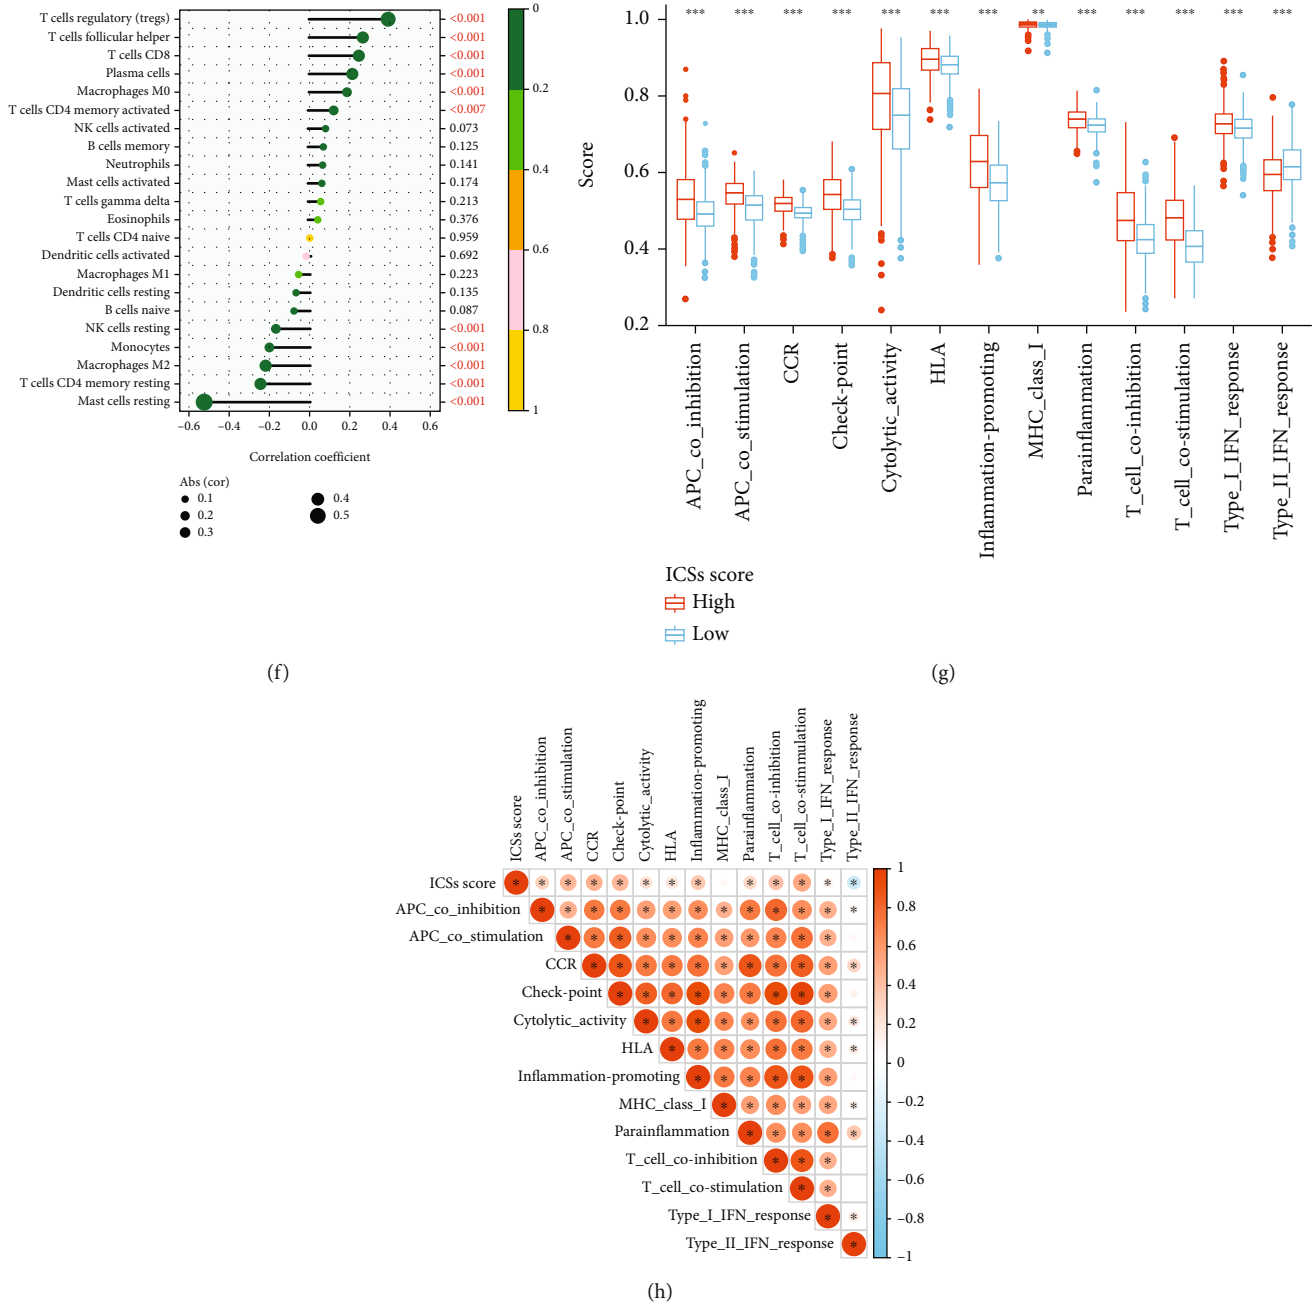 T cells regulatory (tregs) <0.001
T cells follicular helper <0.001
T cells CD8 <0.001
Plasma cells <0.001
Macrophages M0 <0.001
T cells CD4 memory activated <0.007
NK cells activated 0.073
B cells memory 0.125
Neutrophils 0.141
Mast cells activated 0.174
T cells gamma delta 0.213
Eosinophils 0.376
T cells CD4 naive 0.959
Dendritic cells activated 0.692
Macrophages M1 0.223
Dendritic cells resting 0.135
B cells naive 0.087
NK cells resting <0.001
Monocytes <0.001
Macrophages M2 <0.001
T cells CD4 memory resting <0.001
Mast cells resting <0.001
−0.6 −0.4 −0.2 0.0 0.2 0.4 0.6
Correlation coefficient
0
0.2
0.4
0.6
0.8
1
Abs (cor)
0.1 0.4
0.2 0.5
0.3
(f)
*** *** *** *** *** *** *** ** *** *** *** *** ***
1.0
0.8
0.6
0.4
0.2
Score
APC_co_inhibition
APC_co_stimulation
CCR
Check-point
Cytolytic_activity
HLA
Inflammation-promoting
MHC_class_I
Parainflammation
T_cell_co-inhibition
T_cell_co-stimulation
Type_I_IFN_response
Type_II_IFN_response
ICSs score
High
Low
(g)
ICSs score
APC_co_inhibition
APC_co_stimulation
CCR
Check-point
Cytolytic_activity
HLA
Inflammation-promoting
MHC_class_I
Parainflammation
T_cell_co-inhibition
T_cell_co-stimmulation
Type_I_IFN_response
Type_II_IFN_response
ICSs score * * * * * * * * * * * * *
APC_co_inhibition * * * * * * * * * * * * *
APC_co_stimulation * * * * * * * * * * *
CCR * * * * * * * * * * *
Check-point * * * * * * * * *
Cytolytic_activity * * * * * * * * *
HLA * * * * * * * *
Inflammation-promoting * * * * * *
MHC_class_I * * * * * *
Parainflammation * * * * *
T_cell_co-inhibition * * *
T_cell_co-stimulation * *
Type_I_IFN_response * *
Type_II_IFN_response *
1
0.8
0.6
0.4
0.2
0
−0.2
−0.4
−0.6
−0.8
−1
(h)